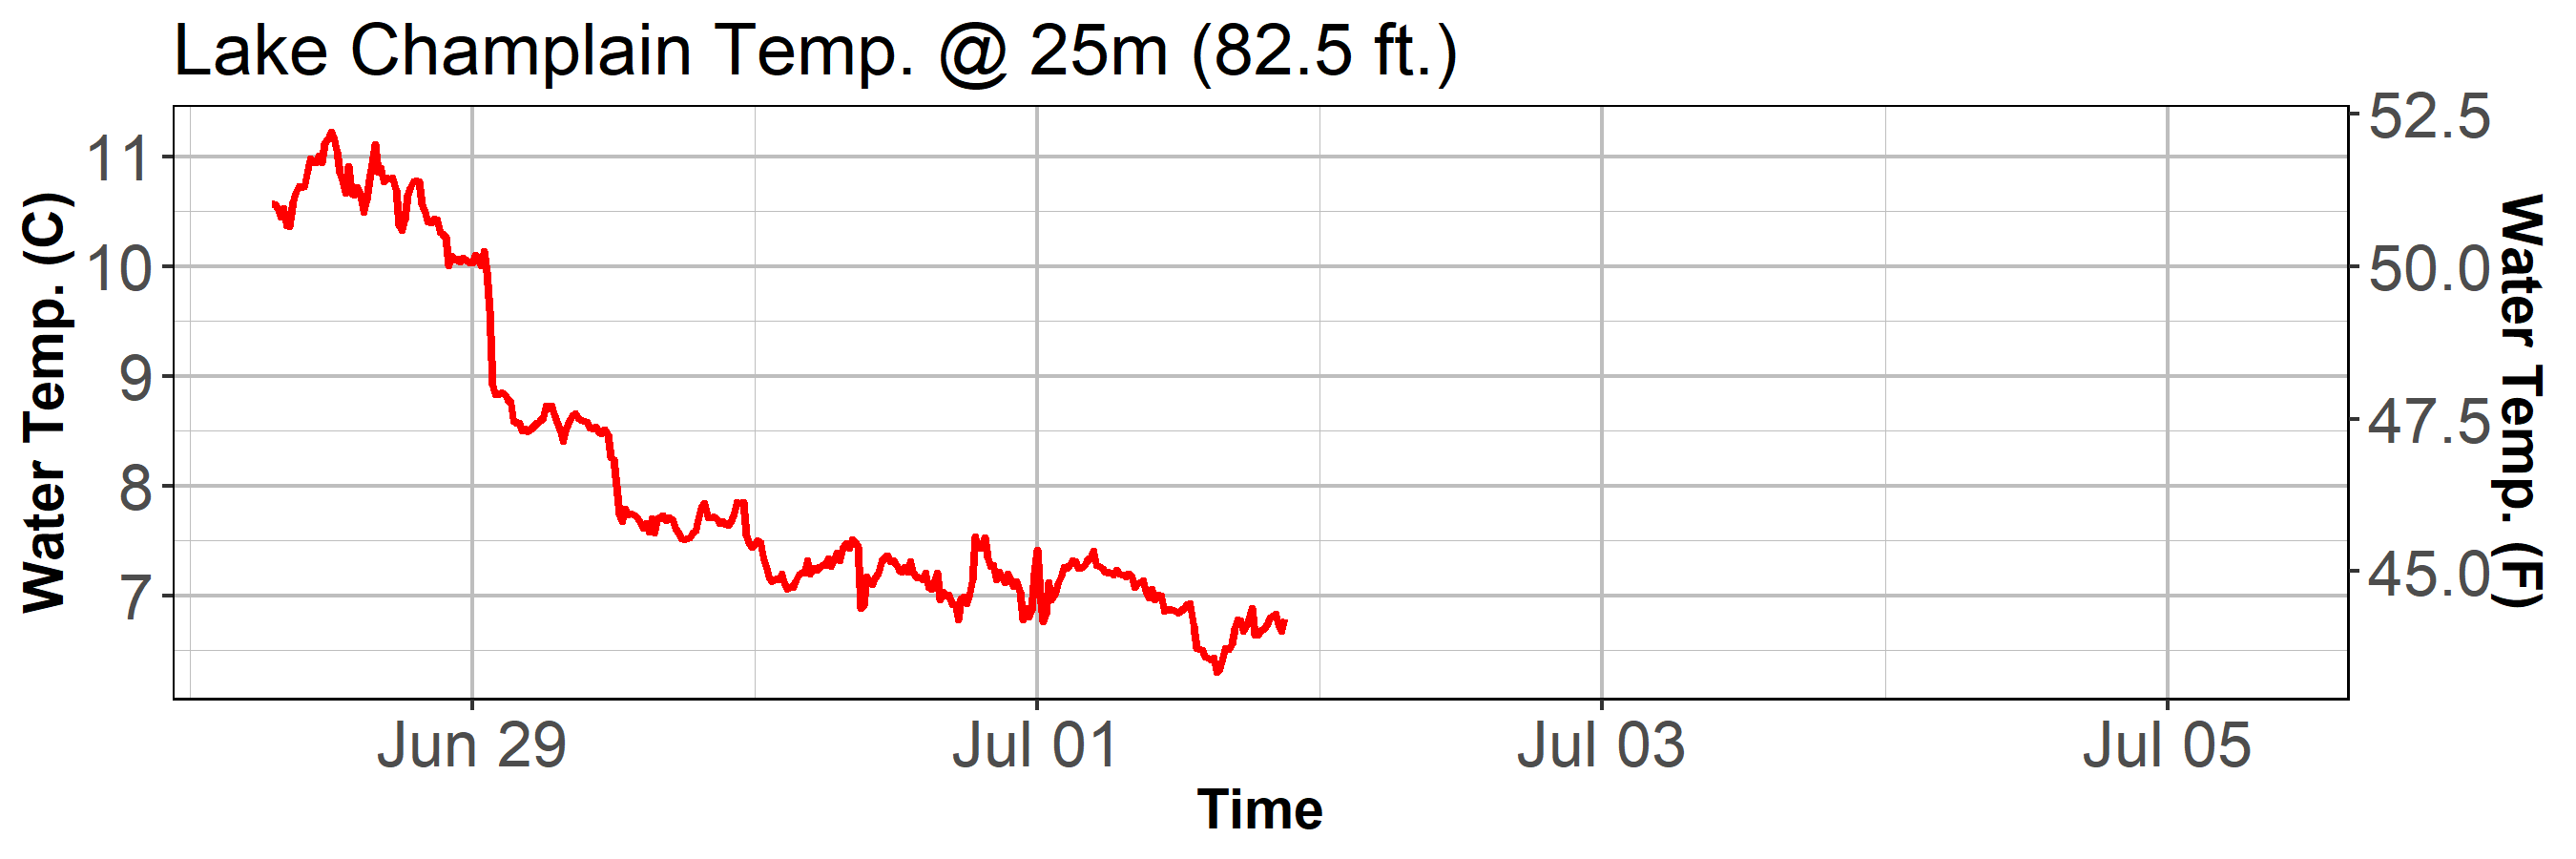 Lake Champlain Temp. @ 25m (82.5 ft.)
Water Temp. (C)
11
10
9
8
7
52.5
50.0
47.5
45.0
Water Temp. (F)
Jun 29
Jul 01
Jul 03
Jul 05
Time